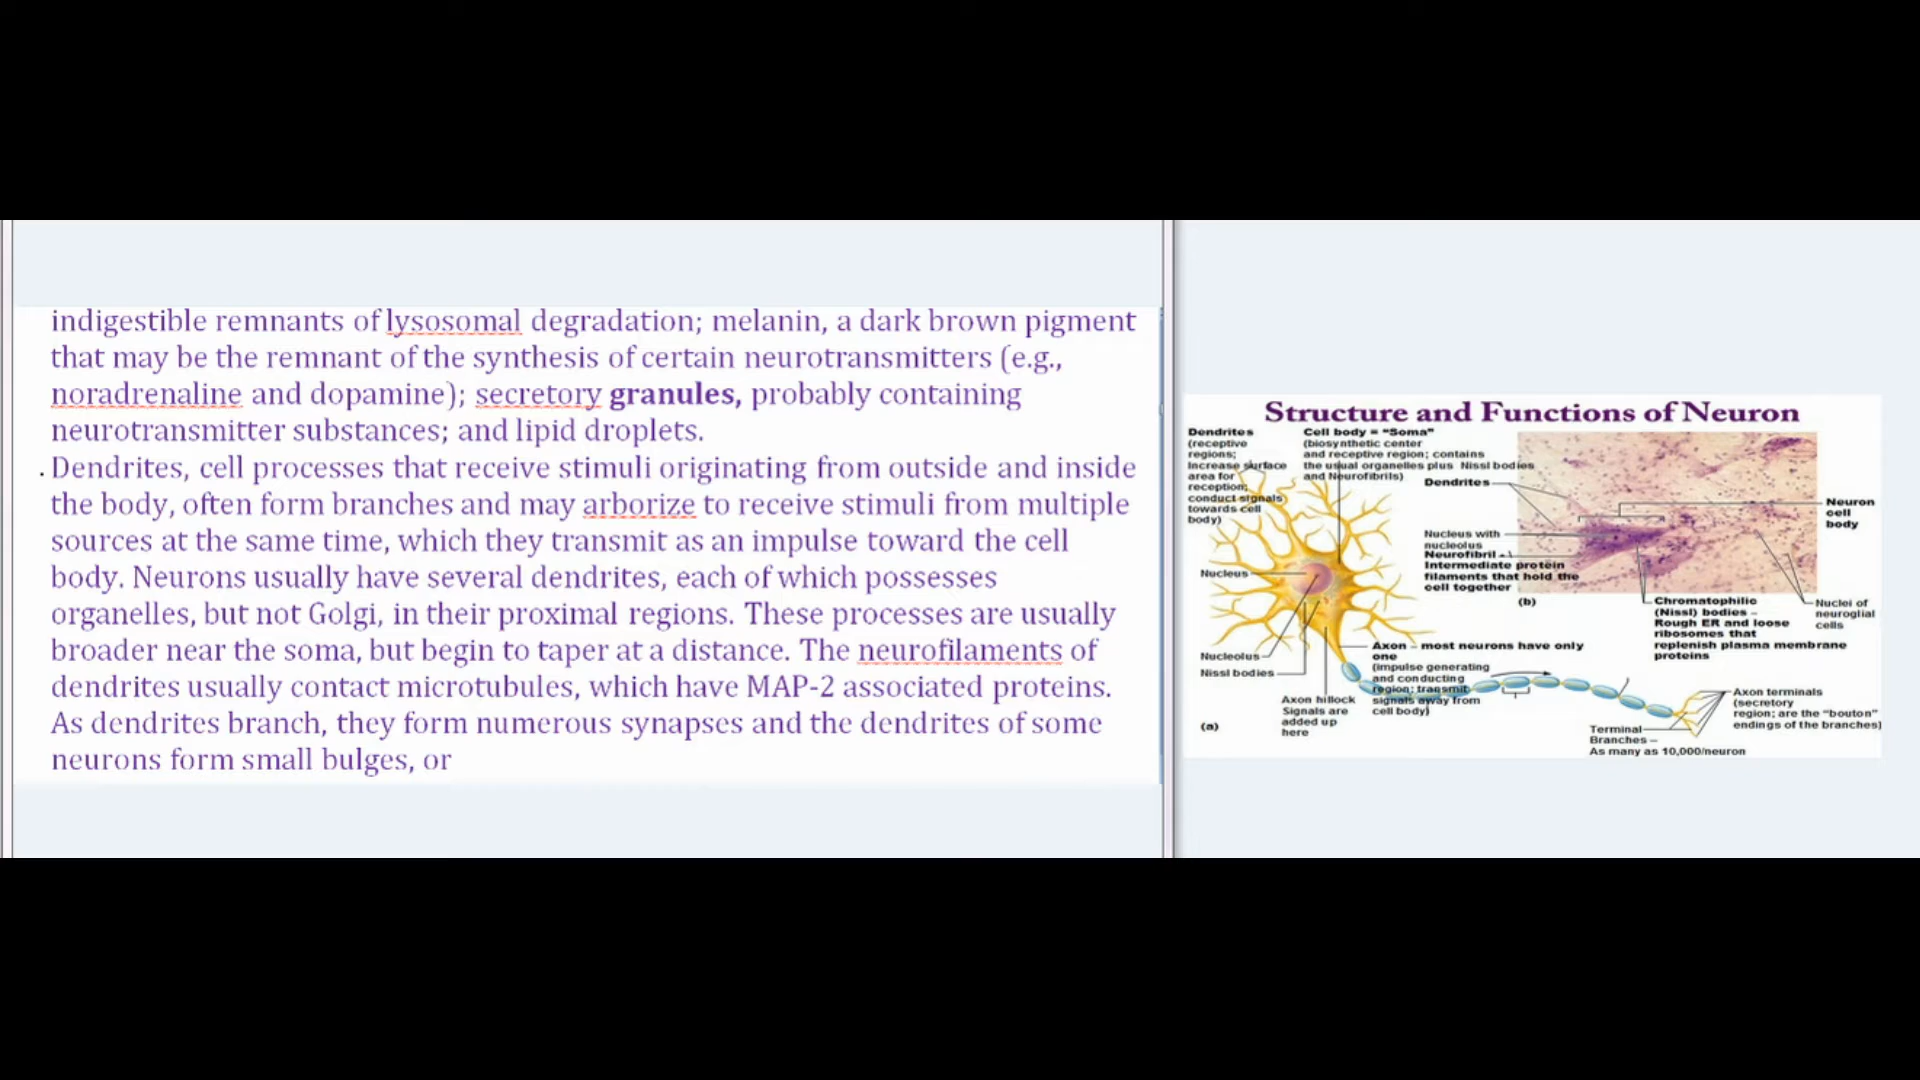 indigestible remnants of lysosomal degradation; melanin, a dark brown pigment
that may be the remnant of the synthesis of certain neurotransmitters (e.g.,
noradrenaline and dopamine); secretory granules, probably containing
neurotransmitter substances; and lipid droplets.
. Dendrites, cell processes that receive stimuli originating from outside and inside
the body, often form branches and may arborize to receive stimuli from multiple
sources at the same time, which they transmit as an impulse toward the cell
body. Neurons usually have several dendrites, each of which possesses
organelles, but not Golgi, in their proximal regions. These processes are usually
broader near the soma, but begin to taper at a distance. The neurofilaments of
dendrites usually contact microtubules, which have MAP-2 associated proteins.
As dendrites branch, they form numerous synapses and the dendrites of some
neurons form small bulges, or
Structure and Functions of Neuron
Dendrites
(receptive
regions;
Increase surface
area for
reception;
conduct signals
towards cell
body)
Cell body = "Soma"
(biosynthetic center
and receptive region; contains
the usual organelles plus Nissl bodies
and Neurofibrils)
Dendrites
Neuron
cell
body
Nucleus with
nucleolus
Neurofibril -
Intermediate protein
filaments that hold the
cell together
(b)
Chromatophilic
(Nissl) bodies –
Rough ER and loose
ribosomes that
replenish plasma membrane
proteins
Nuclei of
neuroglial
cells
Nucleus
Nucleolus
Nissl bodies
Axon – most neurons have only
one
(impulse generating
and conducting
region; transmit
signals away from
cell body)
Axon hillock
Signals are
added up
here
(a)
Axon terminals
(secretory
region; are the "bouton"
endings of the branches)
Terminal
Branches –
As many as 10,000/neuron